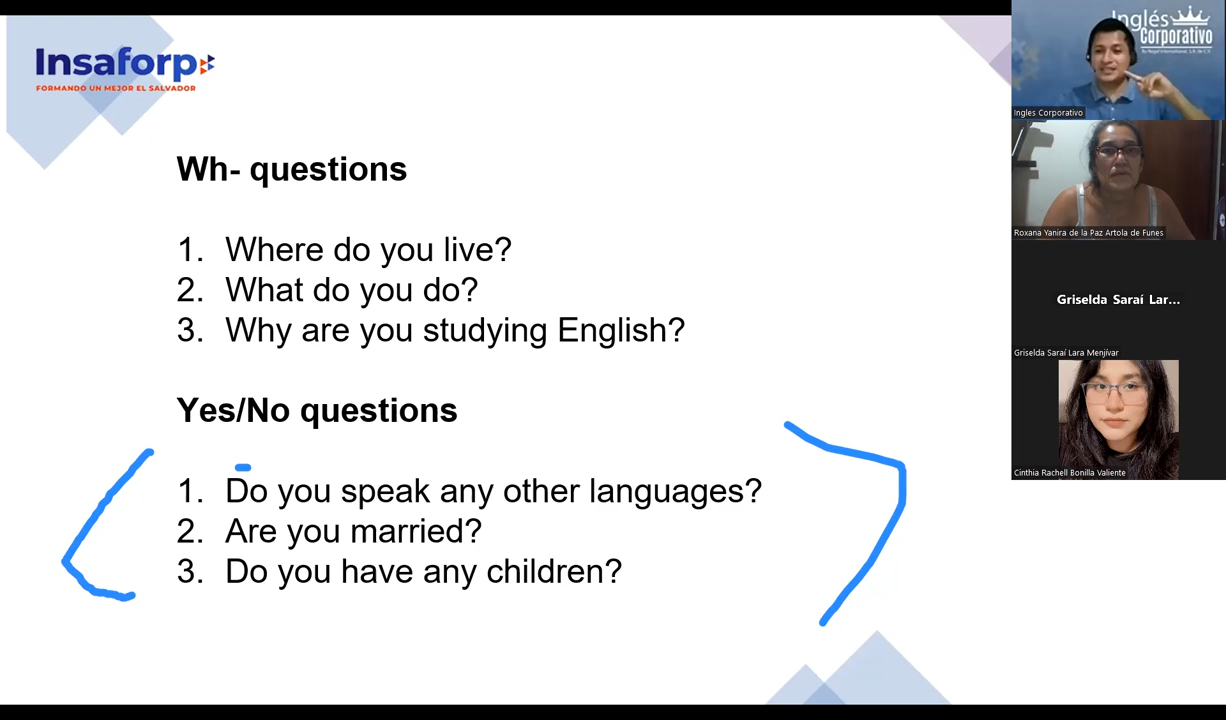 Insaforp
FORMANDO UN MEJOR EL SALVADOR
Wh- questions
1. Where do you live?
2. What do you do?
3. Why are you studying English?
Yes/No questions
1. Do you speak any other languages?
2. Are you married?
3. Do you have any children?
Inglés
Corporativo
Ingles Corporativo
Roxana Yanira de la Paz Artola de Funes
Griselda Saraí Lar...
Griselda Saraí Lara Menjívar
Cinthia Rachell Bonilla Valiente